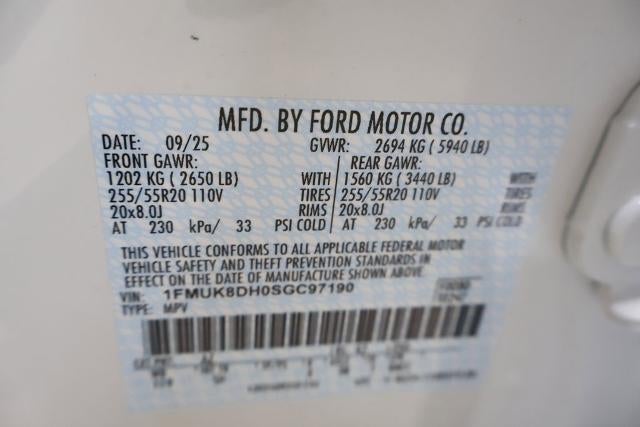 MFD. BY FORD MOTOR CO.
DATE: 09/25 GVWR: 2694 KG ( 5940 LB)
FRONT GAWR: REAR GAWR:
1202 KG ( 2650 LB) WITH 1560 KG ( 3440 LB) WITH
255/55R20 110V TIRES 255/55R20 110V TIRES
20x8.0J RIMS 20x8.0J RIMS
AT 230 kPa/ 33 PSI COLD AT 230 kPa/ 33 PSI COLD
THIS VEHICLE CONFORMS TO ALL APPLICABLE FEDERAL MOTOR
VEHICLE SAFETY AND THEFT PREVENTION STANDARDS IN
EFFECT ON THE DATE OF MANUFACTURE SHOWN ABOVE.
VIN: 1FMUK8DH0SGC97190
TYPE: MPV